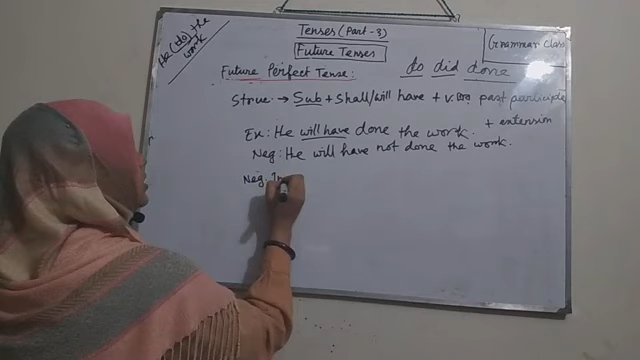 He (do) the
work
Tenses (Part - 3)
Grammar Class
Future Tenses
Future Perfect Tense :
do did done
Struc. → Sub + Shall/will have + v. past participle
+ extension
Ex : He will have done the work.
Neg : He will have not done the work.
Neg. In